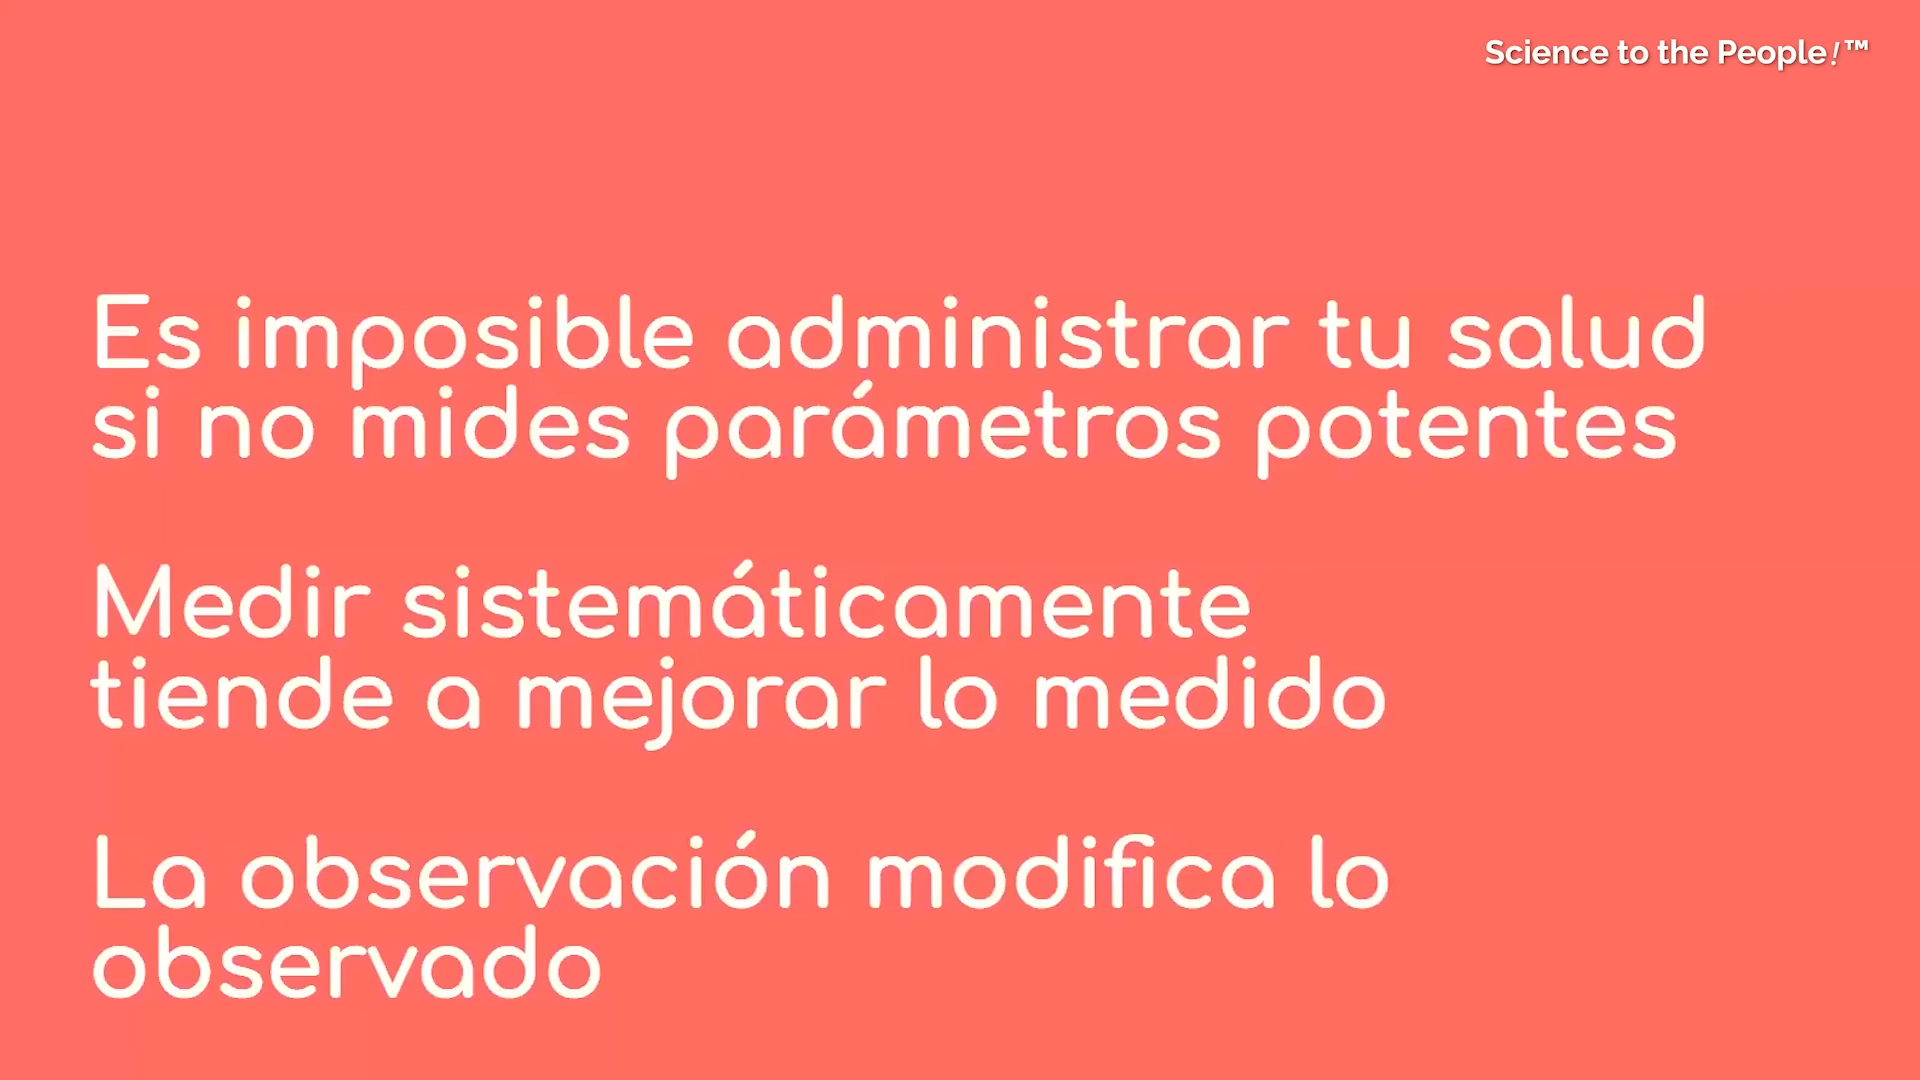 Science to the People!™
Es imposible administrar tu salud
si no mides parámetros potentes
Medir sistemáticamente
tiende a mejorar lo medido
La observación modifica lo
observado